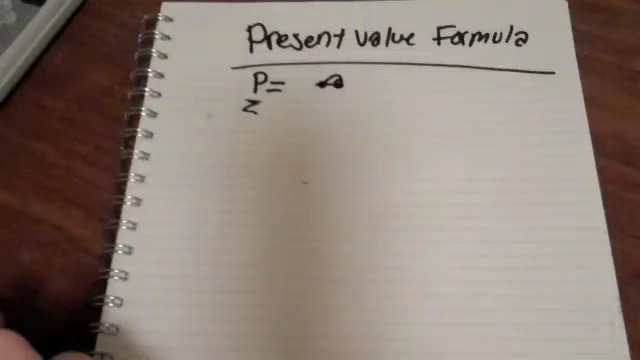 Present value Formula
P=